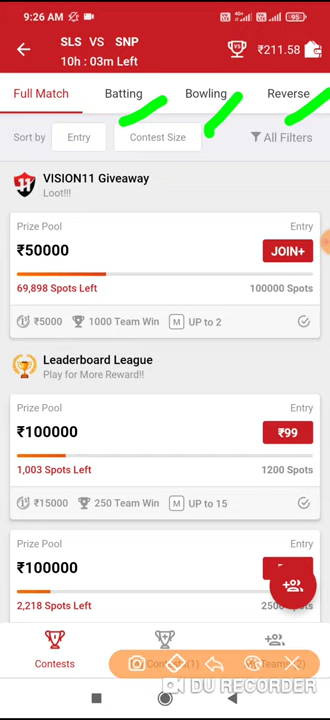 9:26 AM
95
SLS VS SNP
10h : 03m Left
VS
₹211.58
Full Match
Batting
Bowling
Reverse
Sort by
Entry
Contest Size
All Filters
11
VISION11 Giveaway
Loot!!!
Prize Pool
Entry
₹50000
JOIN+
69,898 Spots Left
100000 Spots
₹5000
1000 Team Win
M
UP to 2
Leaderboard League
Play for More Reward!!
Prize Pool
Entry
₹100000
₹99
1,003 Spots Left
1200 Spots
₹15000
250 Team Win
M
UP to 15
Prize Pool
Entry
₹100000
2,218 Spots Left
Contests
DU RECORDER